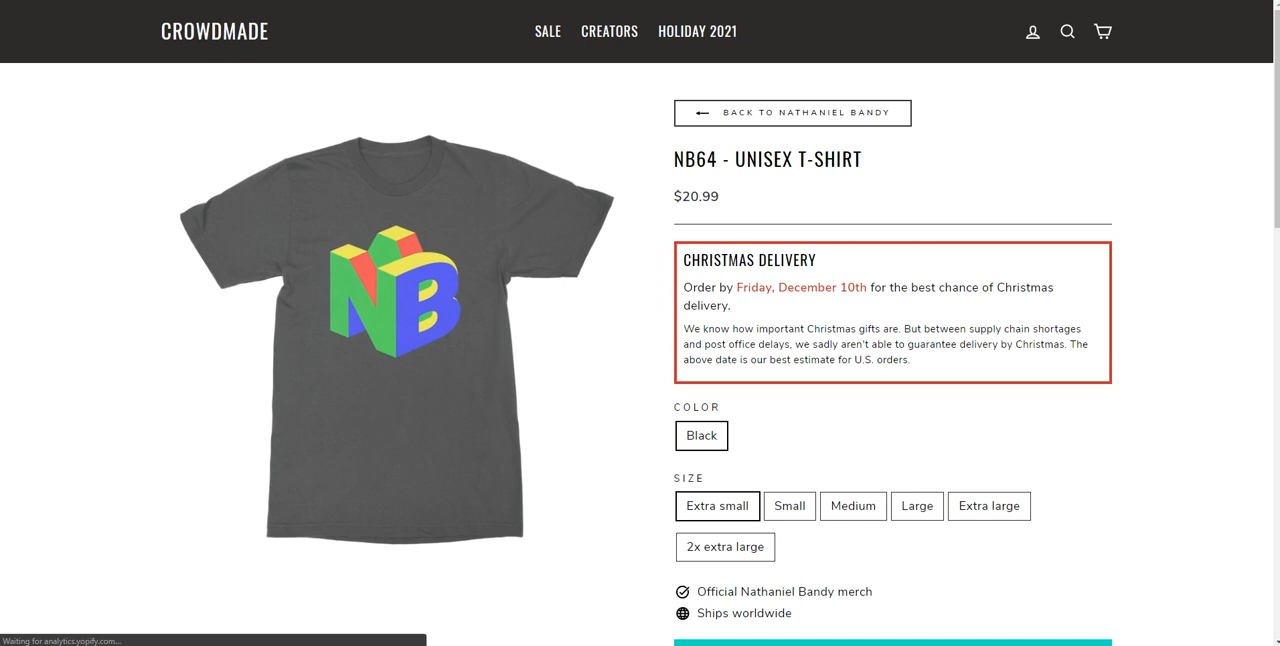 CROWDMADE
SALE CREATORS HOLIDAY 2021
BACK TO NATHANIEL BANDY
NB64 - UNISEX T-SHIRT
$20.99
NB
CHRISTMAS DELIVERY
Order by Friday, December 10th for the best chance of Christmas
delivery.
We know how important Christmas gifts are. But between supply chain shortages
and post office delays, we sadly aren't able to guarantee delivery by Christmas. The
above date is our best estimate for U.S. orders.
COLOR
Black
SIZE
Extra small Small Medium Large Extra large
2x extra large
Official Nathaniel Bandy merch
Ships worldwide
Waiting for analytics.yopify.com...